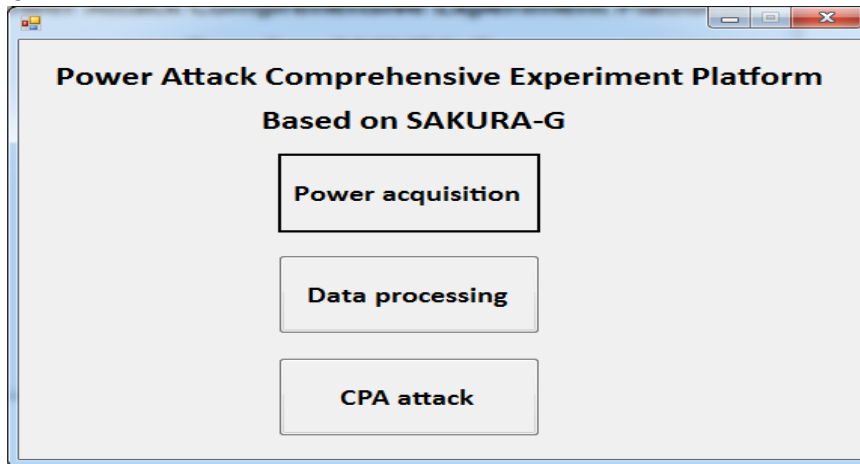 Power Attack Comprehensive Experiment Platform
Based on SAKURA-G
Power acquisition
Data processing
CPA attack